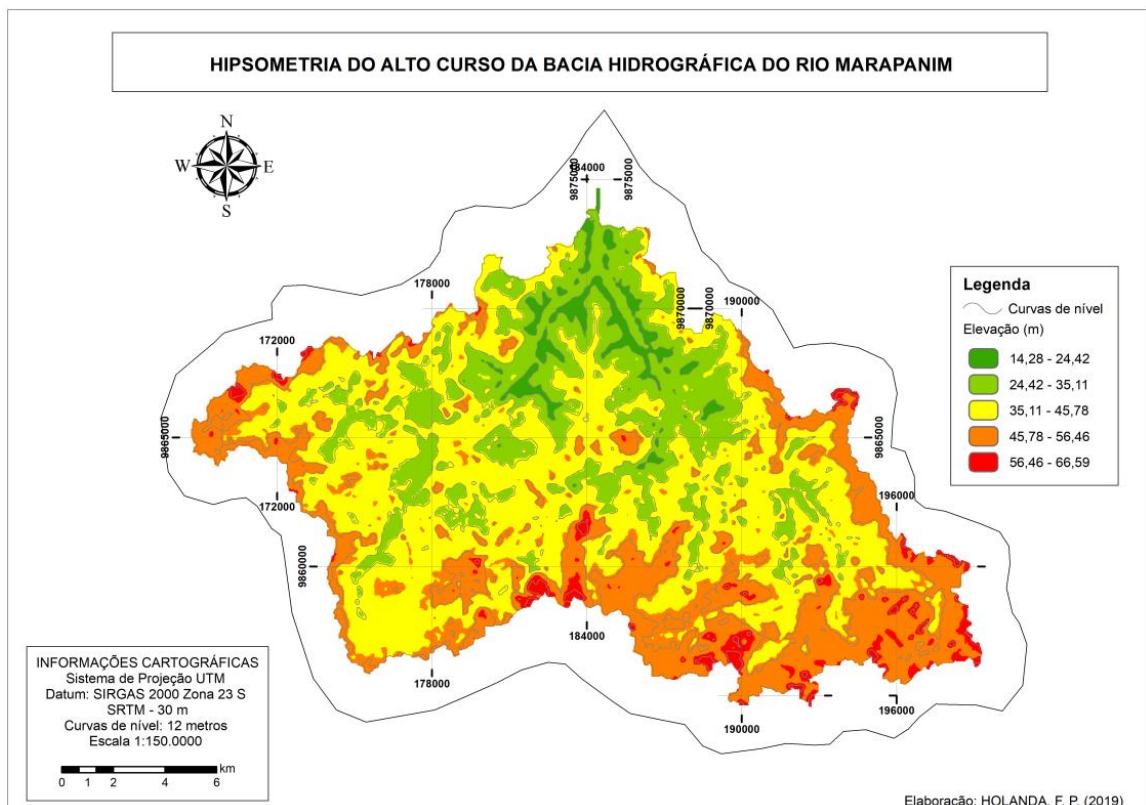 HIPSOMETRIA DO ALTO CURSO DA BACIA HIDROGRÁFICA DO RIO MARAPANIM
N
W E
S
184000
9875000 9875000
178000
9870000 9870000
190000
172000
9865000
9865000
172000
196000
9860000
184000
178000
190000
196000
Legenda
Curvas de nível
Elevação (m)
14,28 - 24,42
24,42 - 35,11
35,11 - 45,78
45,78 - 56,46
56,46 - 66,59
INFORMAÇÕES CARTOGRÁFICAS
Sistema de Projeção UTM
Datum: SIRGAS 2000 Zona 23 S
SRTM - 30 m
Curvas de nível: 12 metros
Escala 1:150.0000
km
0 1 2 4 6
Elaboração: HOLANDA, F. P. (2019)